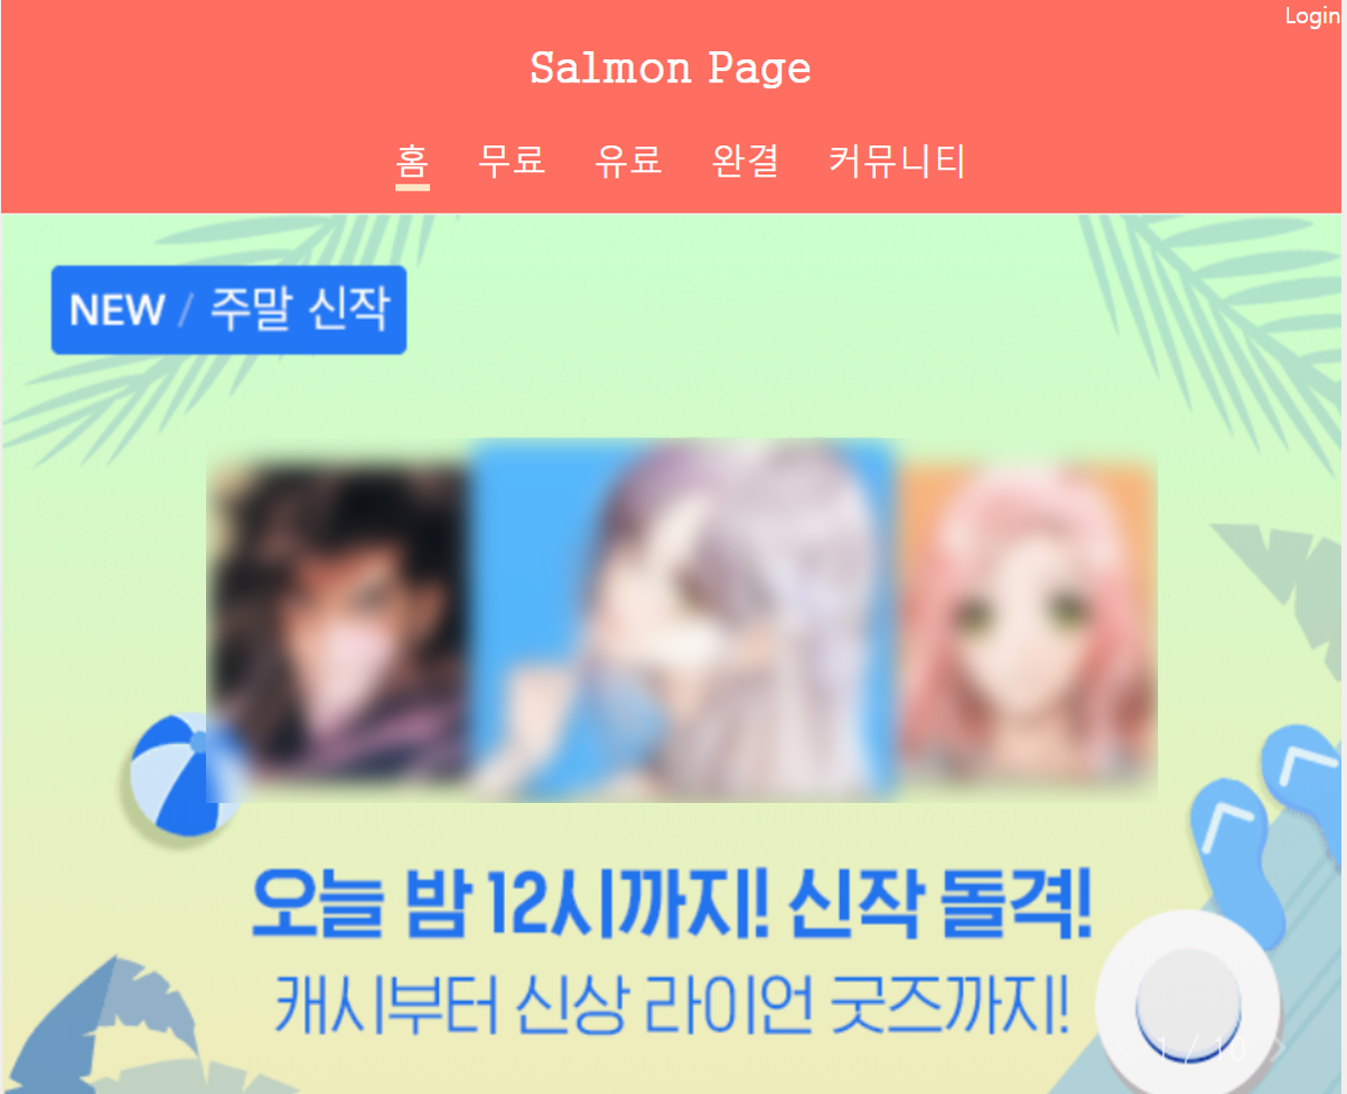 Login
Salmon Page
홈 무료 유료 완결 커뮤니티
NEW / 주말 신작
오늘 밤 12시까지! 신작 돌격!
캐시부터 신상 라이언 굿즈까지!
1 / 10 >